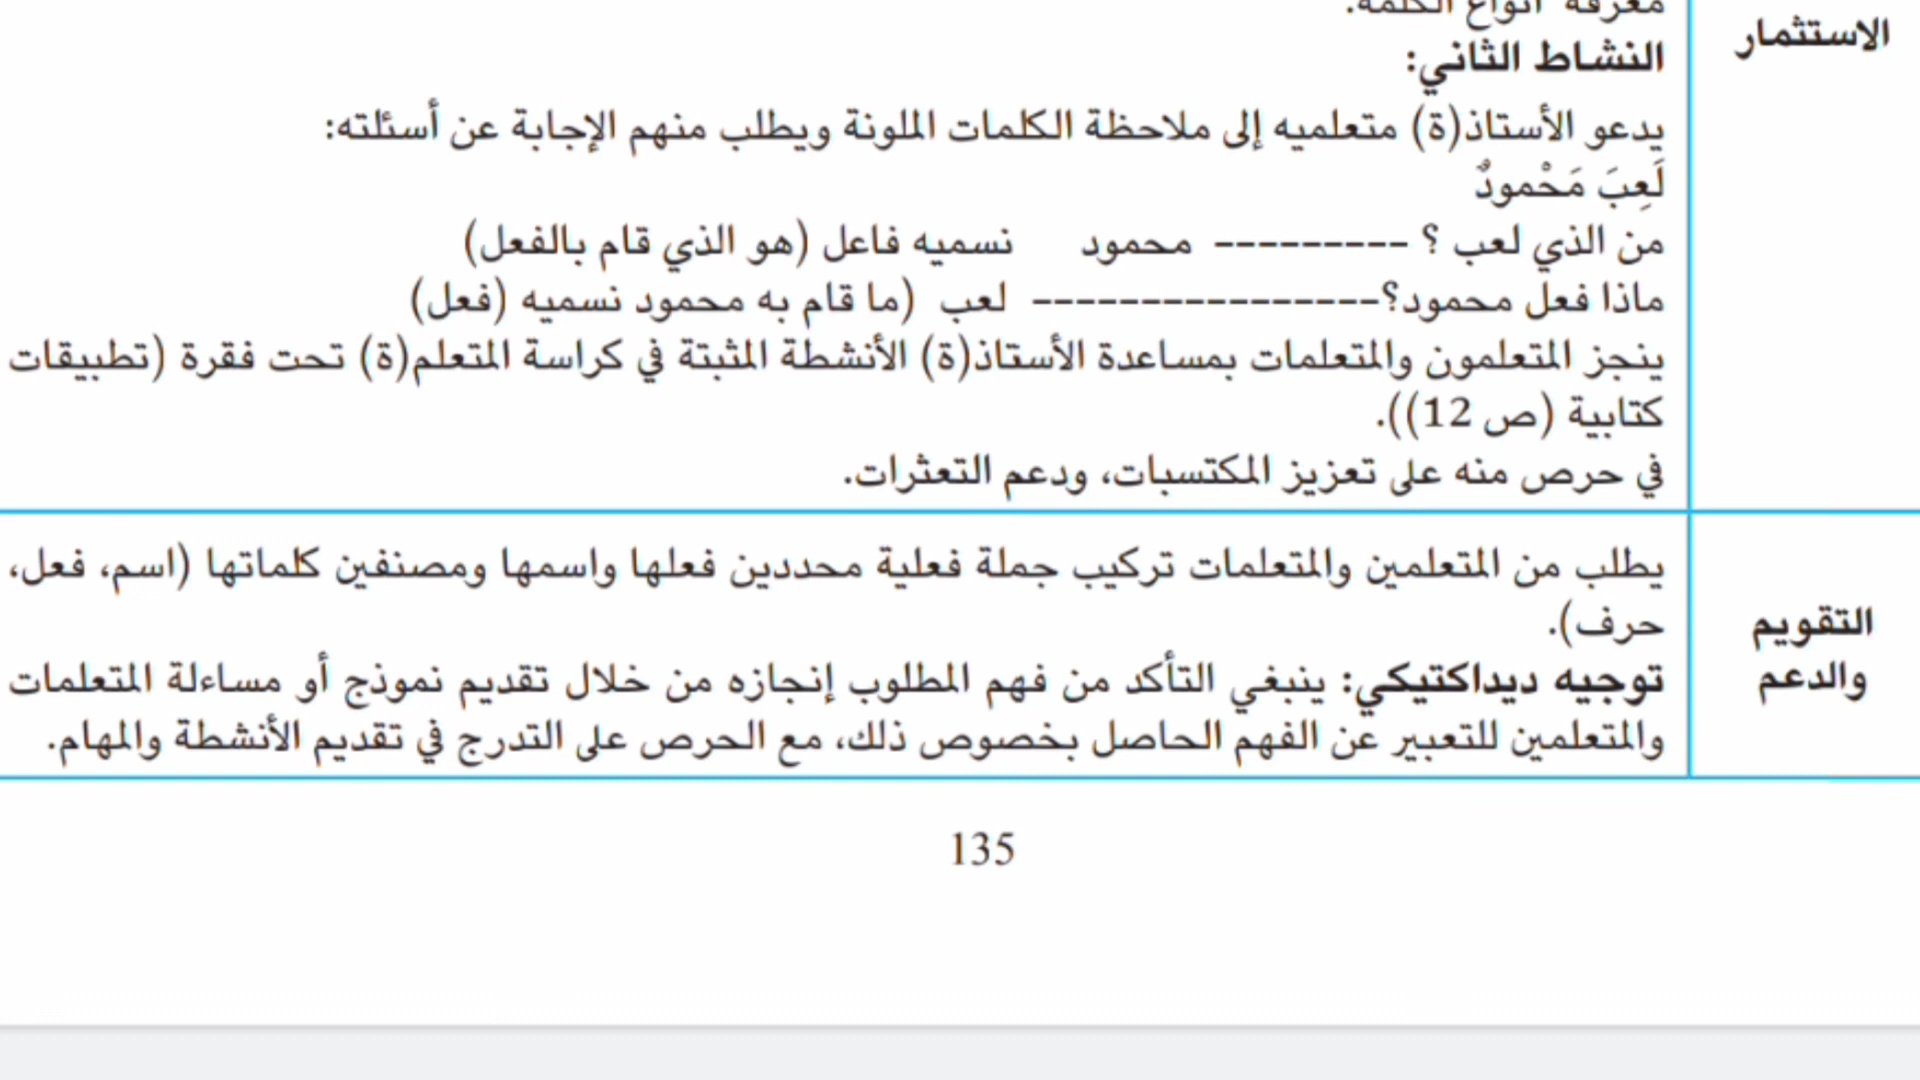 معرفة أنواع الكلمة.
الاستثمار
النشاط الثاني:
يدعو الأستاذ(ة) متعلميه إلى ملاحظة الكلمات الملونة ويطلب منهم الإجابة عن أسئلته:
لَعِبَ مَحْمودٌ
من الذي لعب ؟ --------- محمود نسميه فاعل (هو الذي قام بالفعل)
ماذا فعل محمود؟---------------- لعب (ما قام به محمود نسميه (فعل)
ينجز المتعلمون والمتعلمات بمساعدة الأستاذ(ة) الأنشطة المثبتة في كراسة المتعلم(ة) تحت فقرة (تطبيقات
كتابية (ص 12)).
في حرص منه على تعزيز المكتسبات، ودعم التعثرات.
يطلب من المتعلمين والمتعلمات تركيب جملة فعلية محددين فعلها واسمها ومصنفين كلماتها (اسم، فعل،
حرف).
التقويم
والدعم
توجيه ديداكتيكي: ينبغي التأكد من فهم المطلوب إنجازه من خلال تقديم نموذج أو مساءلة المتعلمات
والمتعلمين للتعبير عن الفهم الحاصل بخصوص ذلك، مع الحرص على التدرج في تقديم الأنشطة والمهام.
135